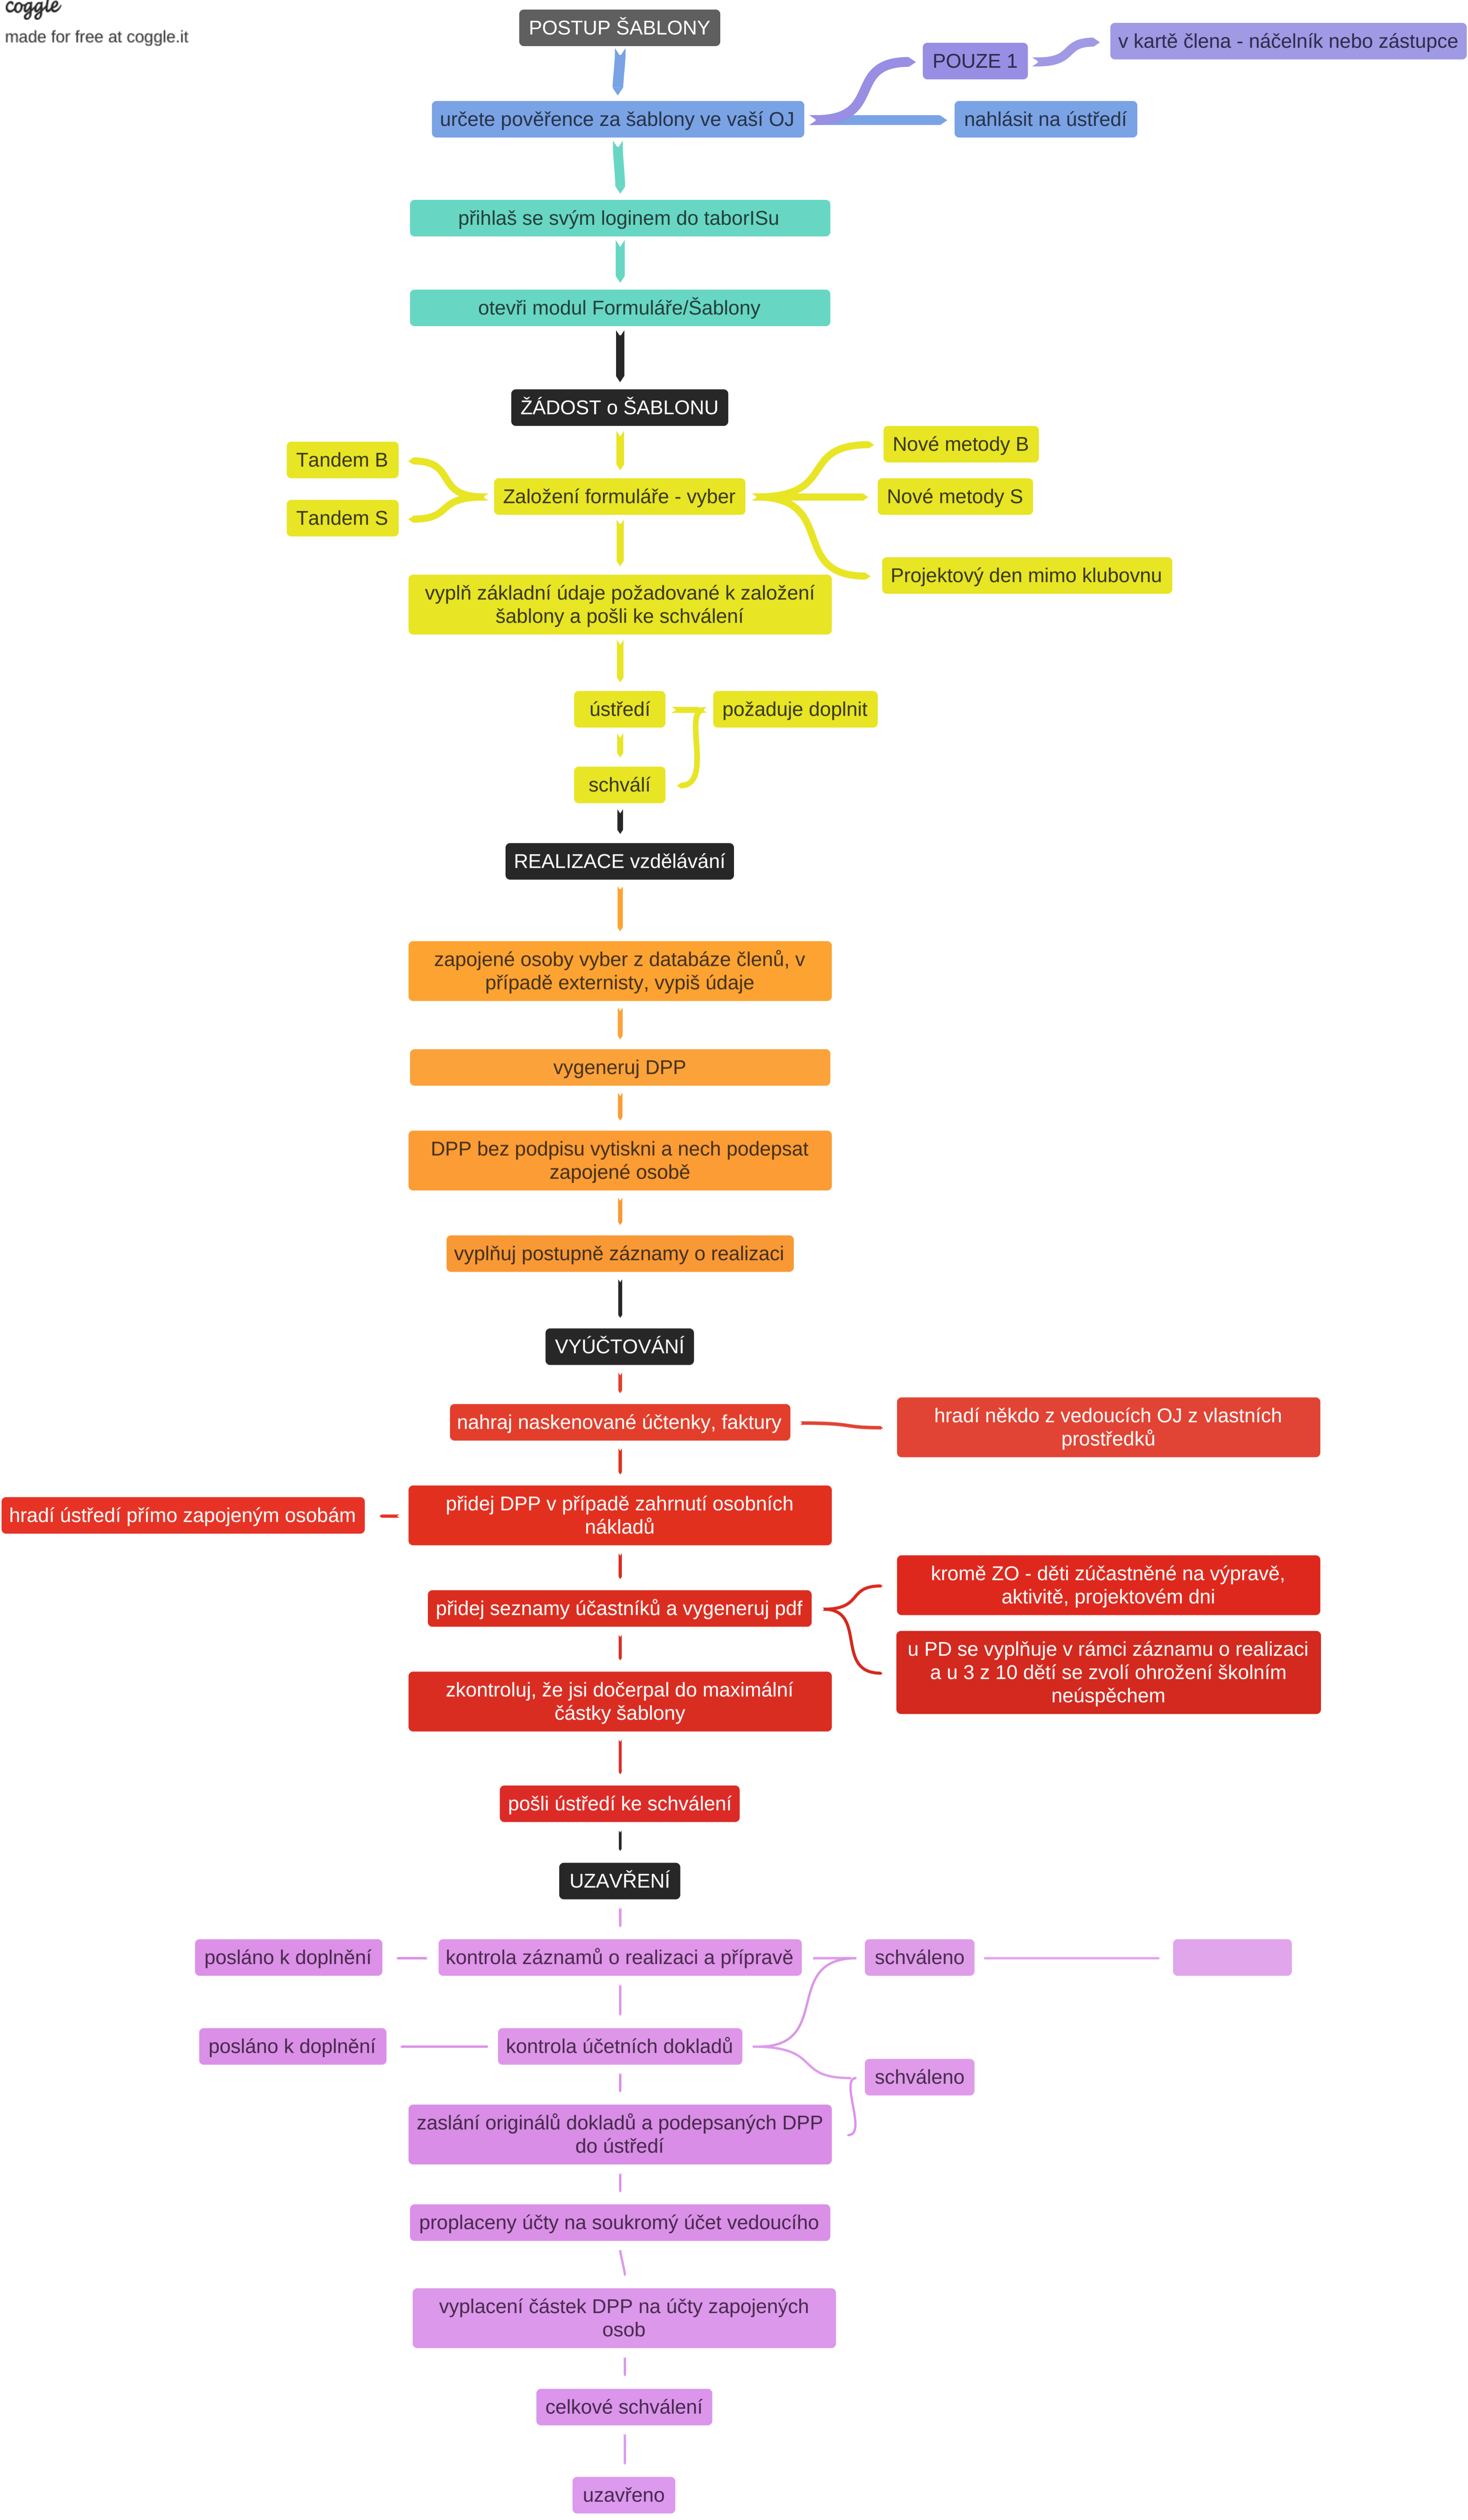 coggle
made for free at coggle.it
POSTUP ŠABLONY
v kartě člena - náčelník nebo zástupce
POUZE 1
určete pověřence za šablony ve vaší OJ
nahlásit na ústředí
přihlaš se svým loginem do taborISu
otevři modul Formuláře/Šablony
ŽÁDOST o ŠABLONU
Nové metody B
Tandem B
Založení formuláře - vyber
Nové metody S
Tandem S
Projektový den mimo klubovnu
vyplň základní údaje požadované k založení
šablony a pošli ke schválení
ústředí
požaduje doplnit
schválí
REALIZACE vzdělávání
zapojené osoby vyber z databáze členů, v
případě externisty, vypiš údaje
vygeneruj DPP
DPP bez podpisu vytiskni a nech podepsat
zapojené osobě
vyplňuj postupně záznamy o realizaci
VYÚČTOVÁNÍ
nahraj naskenované účtenky, faktury
hradí někdo z vedoucích OJ z vlastních
prostředků
přidej DPP v případě zahrnutí osobních
nákladů
hradí ústředí přímo zapojeným osobám
kromě ZO - děti zúčastněné na výpravě,
aktivitě, projektovém dni
přidej seznamy účastníků a vygeneruj pdf
u PD se vyplňuje v rámci záznamu o realizaci
a u 3 z 10 dětí se zvolí ohrožení školním
neúspěchem
zkontroluj, že jsi dočerpal do maximální
částky šablony
pošli ústředí ke schválení
UZAVŘENÍ
posláno k doplnění
kontrola záznamů o realizaci a přípravě
schváleno
posláno k doplnění
kontrola účetních dokladů
schváleno
zaslání originálů dokladů a podepsaných DPP
do ústředí
proplaceny účty na soukromý účet vedoucího
vyplacení částek DPP na účty zapojených
osob
celkové schválení
uzavřeno